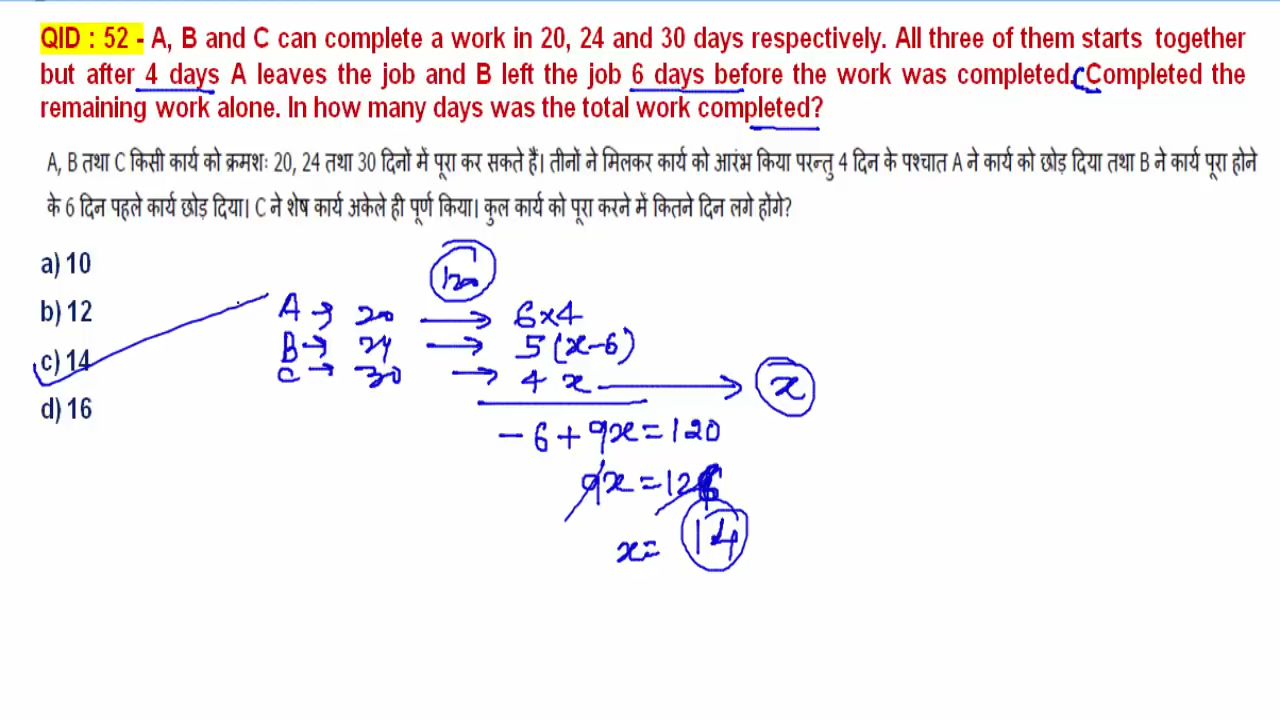 QID : 52 - A, B and C can complete a work in 20, 24 and 30 days respectively. All three of them starts together
but after 4 days A leaves the job and B left the job 6 days before the work was completed. C Completed the
remaining work alone. In how many days was the total work completed?
A, B तथा C किसी कार्य को क्रमशः 20, 24 तथा 30 दिनों में पूरा कर सकते हैं। तीनों ने मिलकर कार्य को आरंभ किया परन्तु 4 दिन के पश्चात A ने कार्य को छोड़ दिया तथा B ने कार्य पूरा होने
के 6 दिन पहले कार्य छोड़ दिया। C ने शेष कार्य अकेले ही पूर्ण किया। कुल कार्य को पूरा करने में कितने दिन लगे होंगे?
a) 10
b) 12
c) 14
d) 16
120
A → 20 → 6×4
B → 24 → 5(x-6)
C → 30 → 4x → x
-6+9x=120
9x=126
x= 14